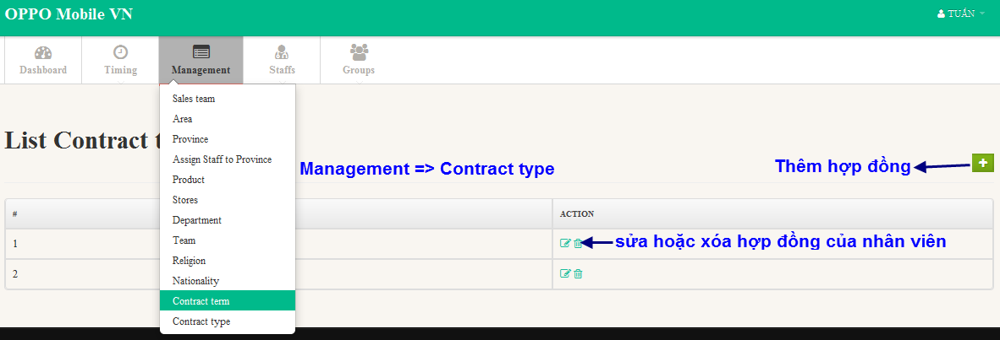 OPPO Mobile VN
TUẤN
Dashboard
Timing
Management
Staffs
Groups
Sales team
Area
Province
Assign Staff to Province
Product
Stores
Department
Team
Religion
Nationality
Contract term
Contract type
List Contract t
Management => Contract type
Thêm hợp đồng
# ACTION
1 sửa hoặc xóa hợp đồng của nhân viên
2